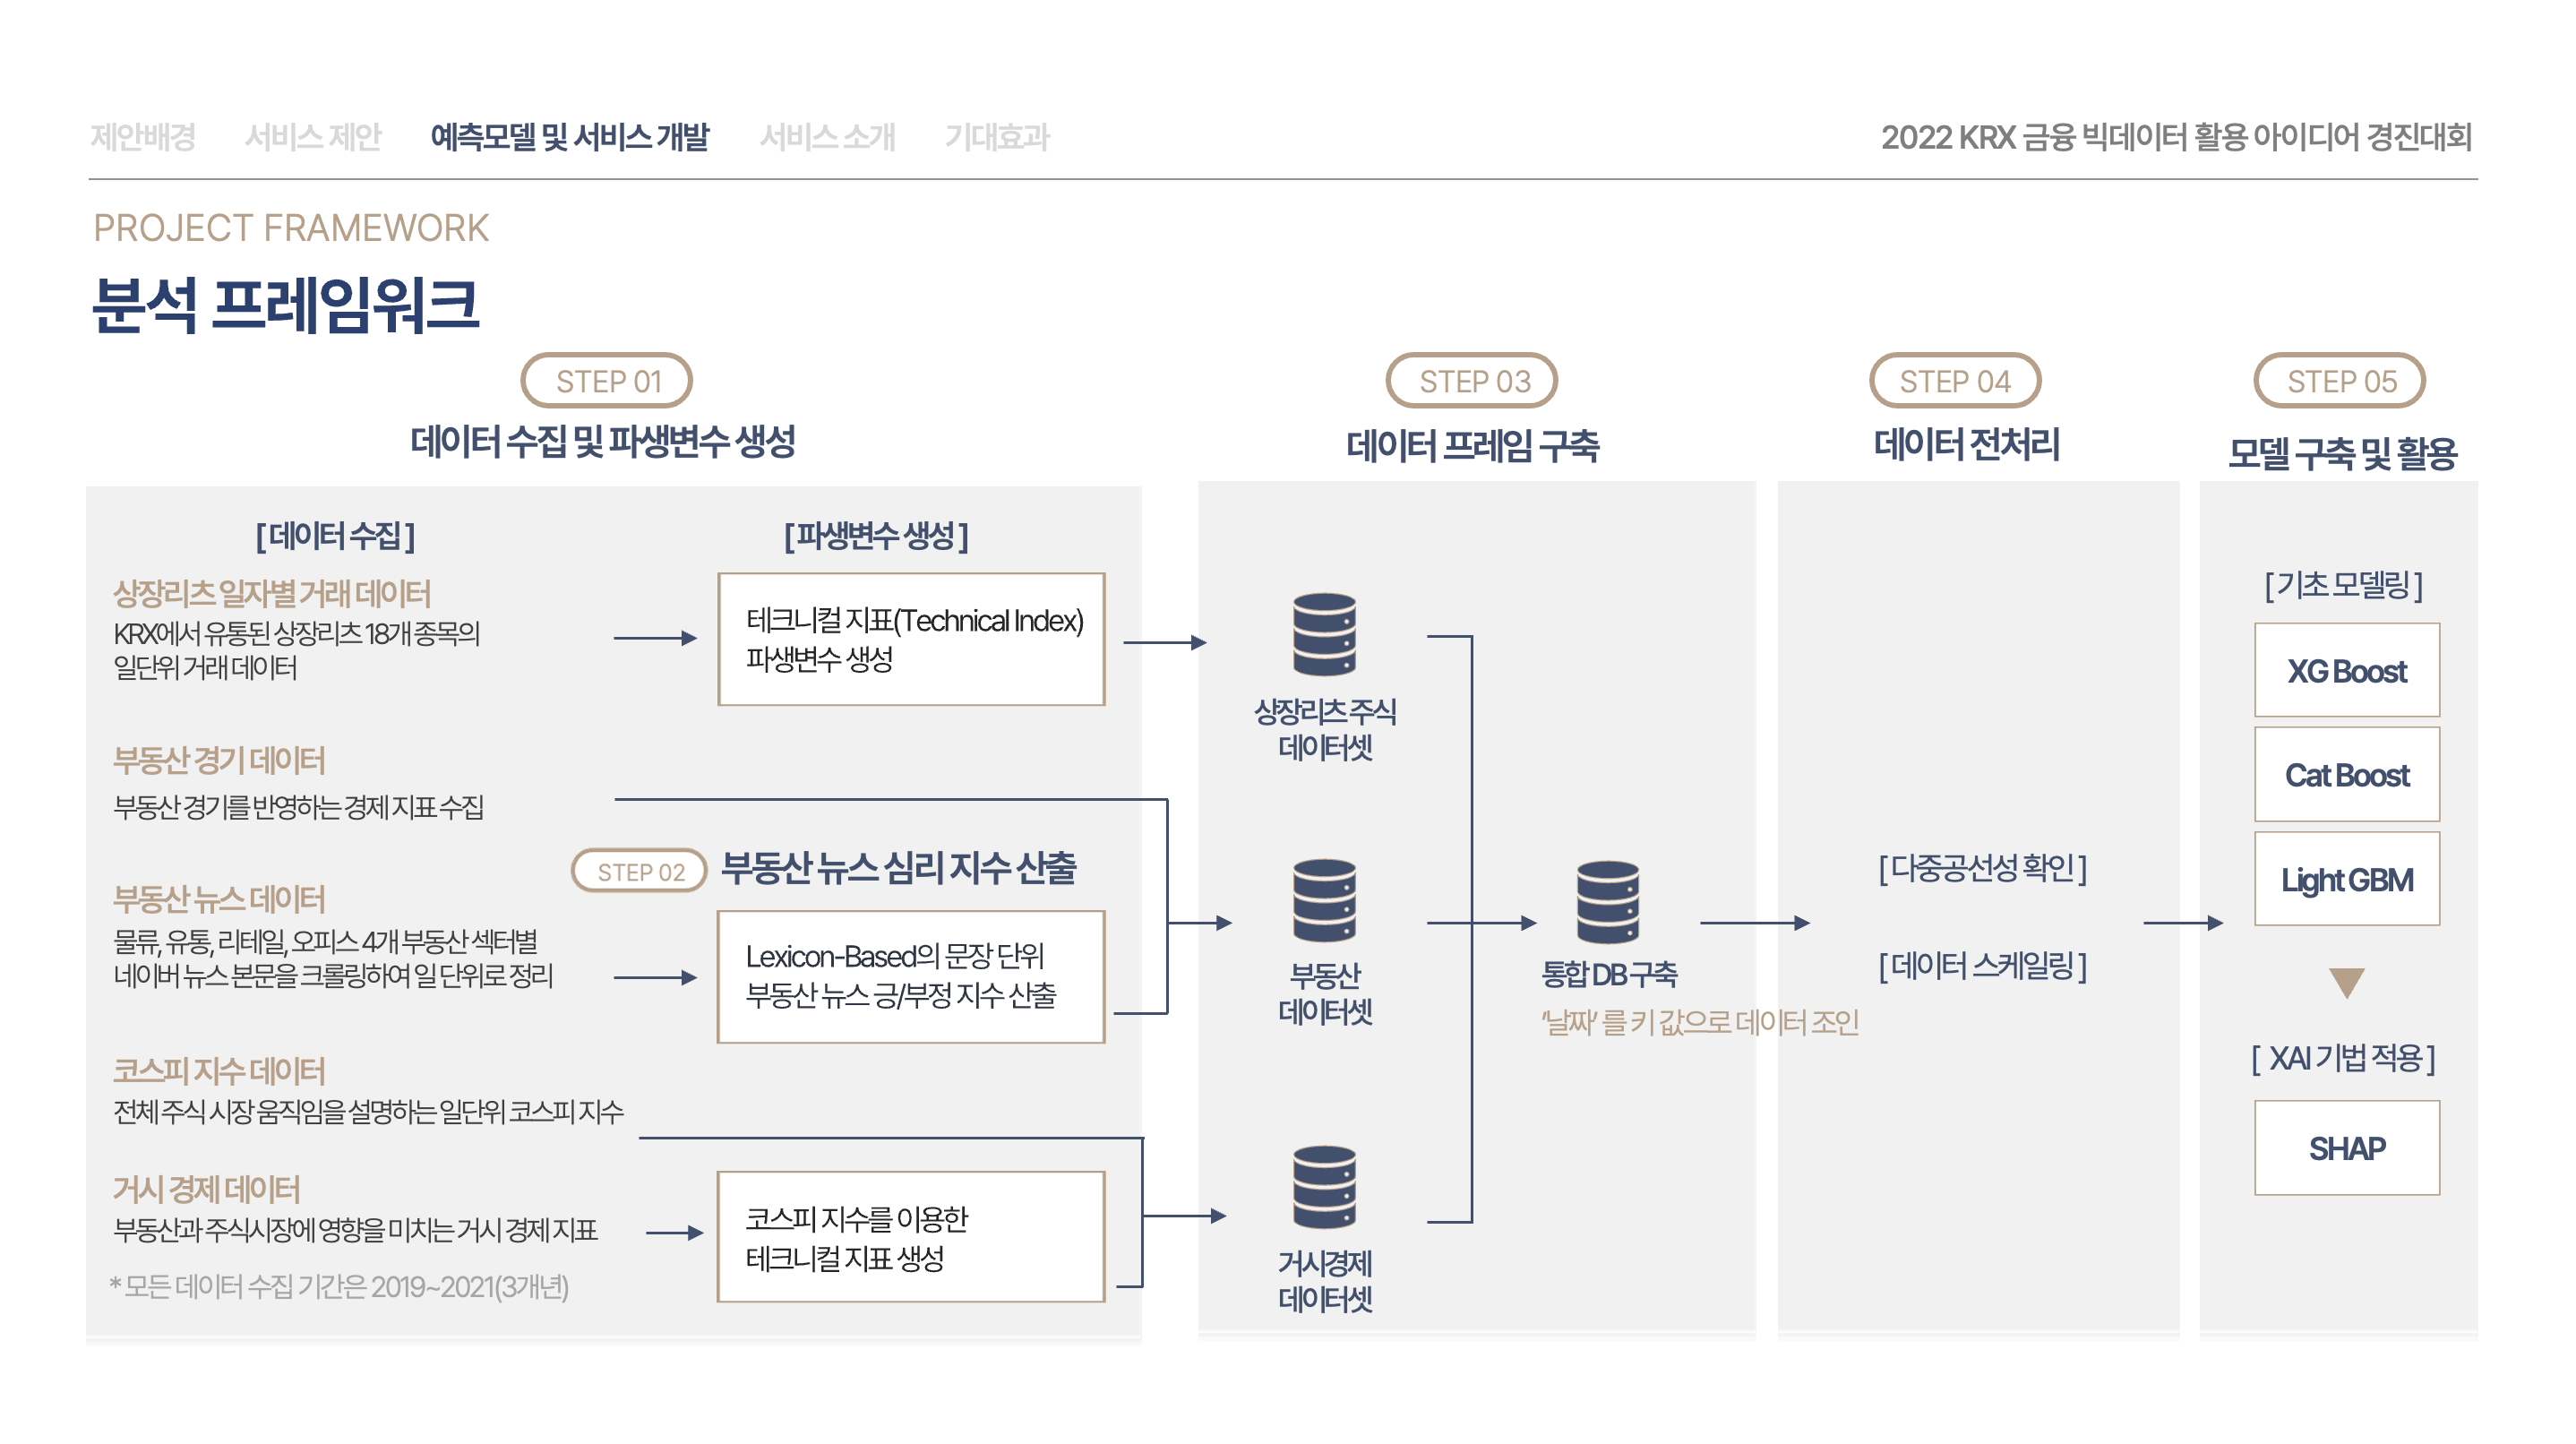 제안배경 서비스 제안 예측모델 및 서비스 개발 서비스 소개 기대효과
2022 KRX 금융 빅데이터 활용 아이디어 경진대회
PROJECT FRAMEWORK
분석 프레임워크
STEP 01
데이터 수집 및 파생변수 생성
[ 데이터 수집 ]
상장리츠 일자별 거래 데이터
KRX에서 유통된 상장리츠 18개 종목의
일단위 거래 데이터
부동산 경기 데이터
부동산 경기를 반영하는 경제 지표 수집
부동산 뉴스 데이터
물류, 유통, 리테일, 오피스 4개 부동산 섹터별
네이버 뉴스 본문을 크롤링하여 일 단위로 정리
코스피 지수 데이터
전체 주식 시장 움직임을 설명하는 일단위 코스피 지수
거시 경제 데이터
부동산과 주식시장에 영향을 미치는 거시 경제 지표
* 모든 데이터 수집 기간은 2019~2021(3개년)
[ 파생변수 생성 ]
테크니컬 지표(Technical Index)
파생변수 생성
STEP 02
부동산 뉴스 심리 지수 산출
Lexicon-Based의 문장 단위
부동산 뉴스 긍/부정 지수 산출
코스피 지수를 이용한
테크니컬 지표 생성
STEP 03
데이터 프레임 구축
상장리츠 주식
데이터셋
부동산
데이터셋
거시경제
데이터셋
통합 DB 구축
'날짜' 를 키 값으로 데이터 조인
STEP 04
데이터 전처리
[ 다중공선성 확인 ]
[ 데이터 스케일링 ]
STEP 05
모델 구축 및 활용
[ 기초 모델링 ]
XG Boost
Cat Boost
Light GBM
[ XAI 기법 적용 ]
SHAP